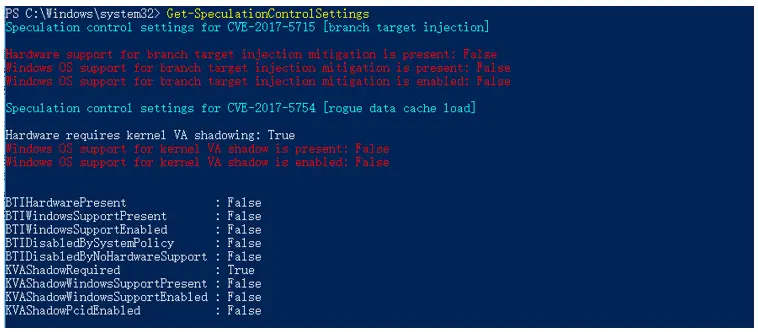 PS C:\Windows\system32> Get-SpeculationControlSettings
Speculation control settings for CVE-2017-5715 [branch target injection]
Hardware support for branch target injection mitigation is present: False
Windows OS support for branch target injection mitigation is present: False
Windows OS support for branch target injection mitigation is enabled: False
Speculation control settings for CVE-2017-5754 [rogue data cache load]
Hardware requires kernel VA shadowing: True
Windows OS support for kernel VA shadow is present: False
Windows OS support for kernel VA shadow is enabled: False
BTIHardwarePresent : False
BTIWindowsSupportPresent : False
BTIWindowsSupportEnabled : False
BTIDisabledBySystemPolicy : False
BTIDisabledByNoHardwareSupport : False
KVAShadowRequired : True
KVAShadowWindowsSupportPresent : False
KVAShadowWindowsSupportEnabled : False
KVAShadowPcidEnabled : False